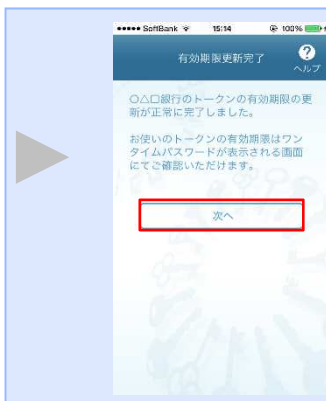 ●●●●● SoftBank 15:14 100%
有効期限更新完了
?
ヘルプ
○△□銀行のトークンの有効期限の更
新が正常に完了しました。
お使いのトークンの有効期限はワン
タイムパスワードが表示される画面
にてご確認いただけます。
次へ